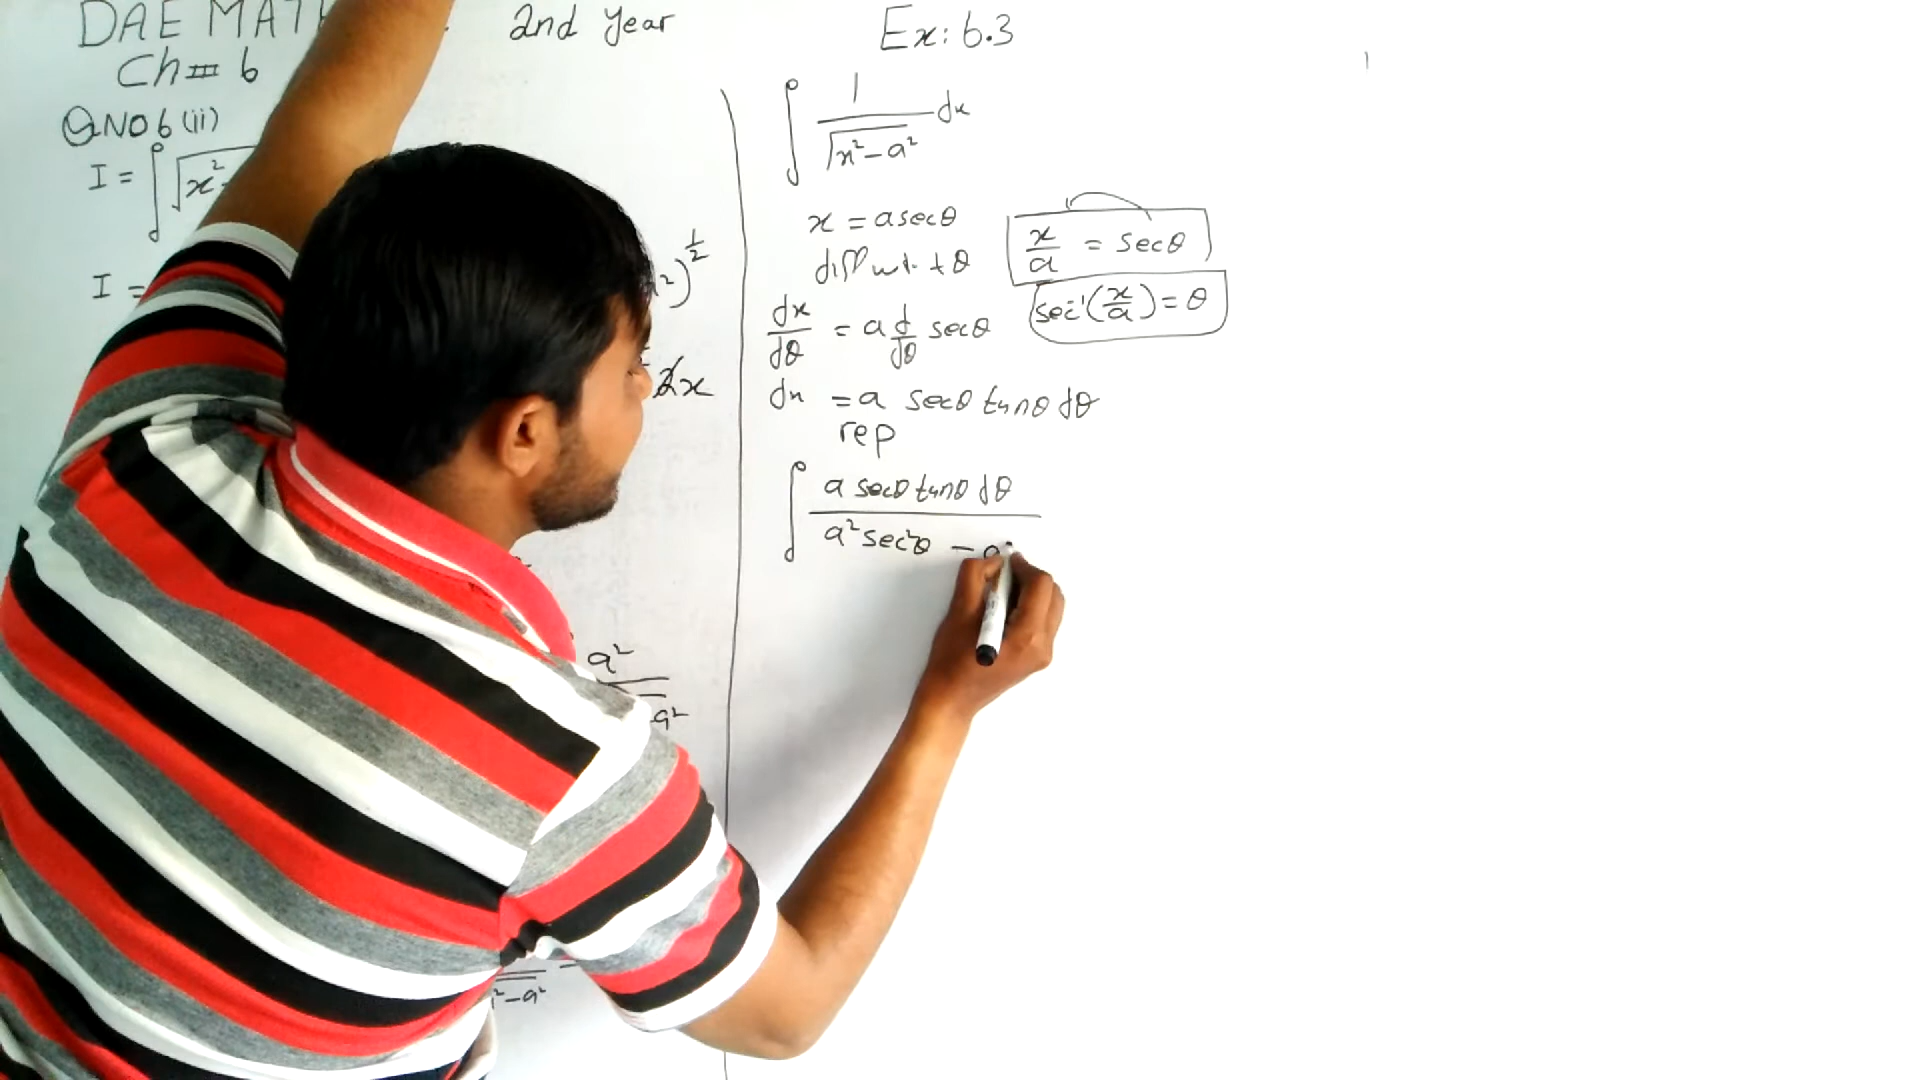 DAE MATH 2nd Year Ex: 6.3
Ch 6
QNO 6 (ii)
I = ∫ √x²
I =
)^½
2x
a²
a²
²-a²
∫ 1/√x²-a² dx
x = a secθ
diff w.r.t θ
x/a = secθ
sec⁻¹(x/a) = θ
dx/dθ = a d/dθ secθ
dx = a secθ tanθ dθ
rep
∫ a secθ tanθ dθ / a² sec²θ - a²